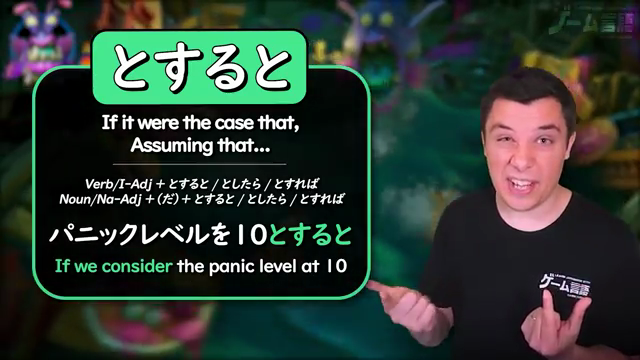 とすると
If it were the case that,
Assuming that...
Verb/I-Adj + とすると / としたら / とすれば
Noun/Na-Adj + (だ) + とすると / としたら / とすれば
パニックレベルを10とすると
If we consider the panic level at 10
ゲーム言語
ゲーム言語